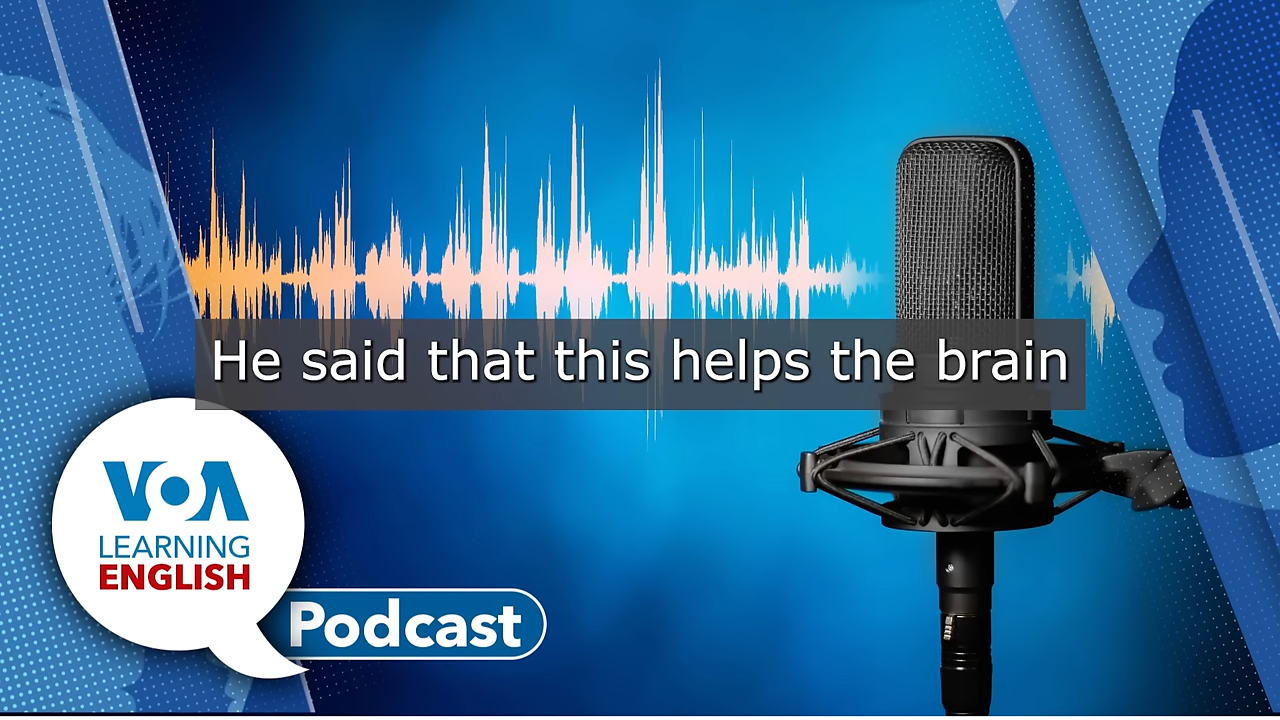 He said that this helps the brain
VOA
LEARNING
ENGLISH
Podcast